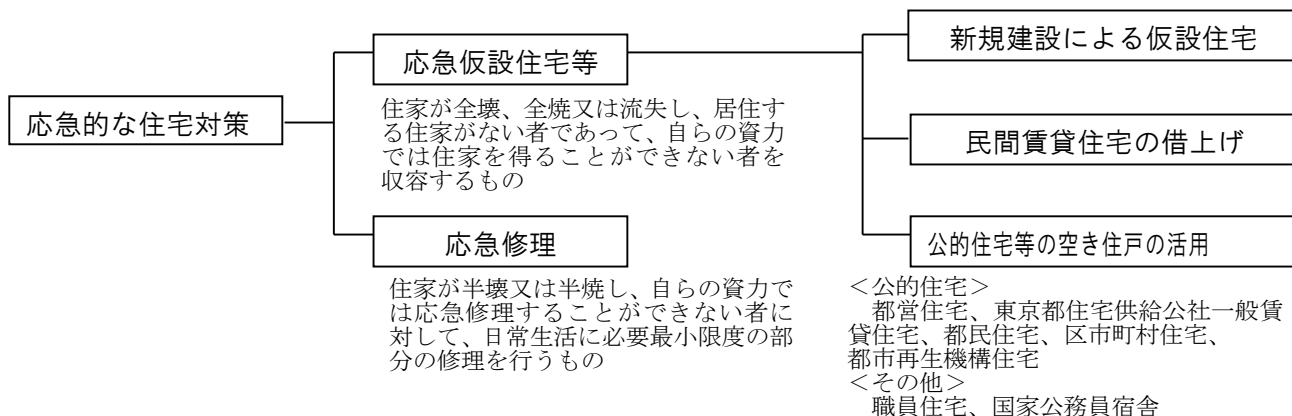 応急的な住宅対策
応急仮設住宅等
住家が全壊、全焼又は流失し、居住す
る住家がない者であって、自らの資力
では住家を得ることができない者を
収容するもの
応急修理
住家が半壊又は半焼し、自らの資力で
は応急修理することができない者に
対して、日常生活に必要最小限度の部
分の修理を行うもの
新規建設による仮設住宅
民間賃貸住宅の借上げ
公的住宅等の空き住戸の活用
＜公的住宅＞
都営住宅、東京都住宅供給公社一般賃
貸住宅、都民住宅、区市町村住宅、
都市再生機構住宅
＜その他＞
職員住宅、国家公務員宿舎